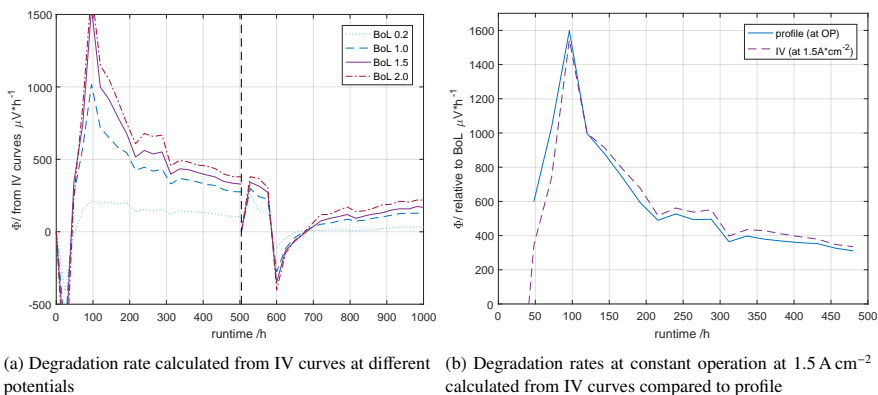 1500
1000
500
0
-500
0
100
200
300
400
500
600
700
800
900
1000
runtime /h
Φ/ from IV curves μV*h⁻¹
BoL 0.2
BoL 1.0
BoL 1.5
BoL 2.0
1600
1400
1200
1000
800
600
400
200
0
0
50
100
150
200
250
300
350
400
450
500
runtime /h
Φ/ relative to BoL μV*h⁻¹
profile (at OP)
IV (at 1.5A*cm⁻²)
(a) Degradation rate calculated from IV curves at different
potentials
(b) Degradation rates at constant operation at 1.5 A cm⁻²
calculated from IV curves compared to profile